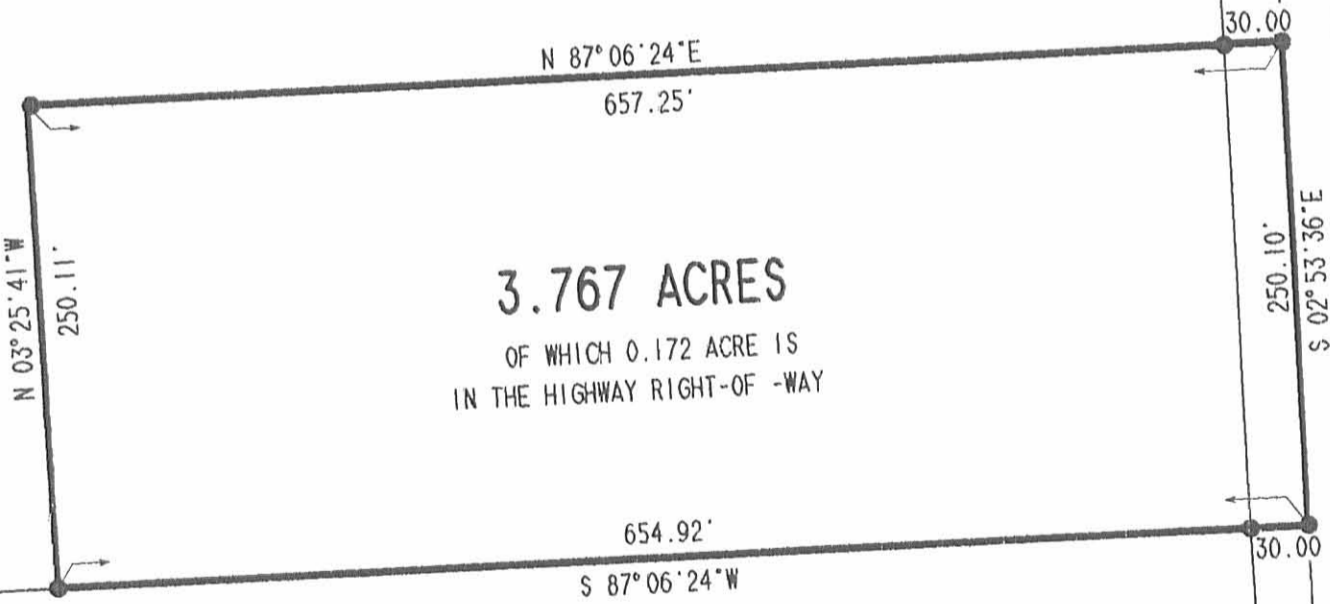 30.00
N 87°06'24"E
657.25'
N 03°25'41"W
250.11'
3.767 ACRES
OF WHICH 0.172 ACRE IS
IN THE HIGHWAY RIGHT-OF -WAY
250.10'
S 02°53'36"E
654.92'
S 87°06'24"W
30.00